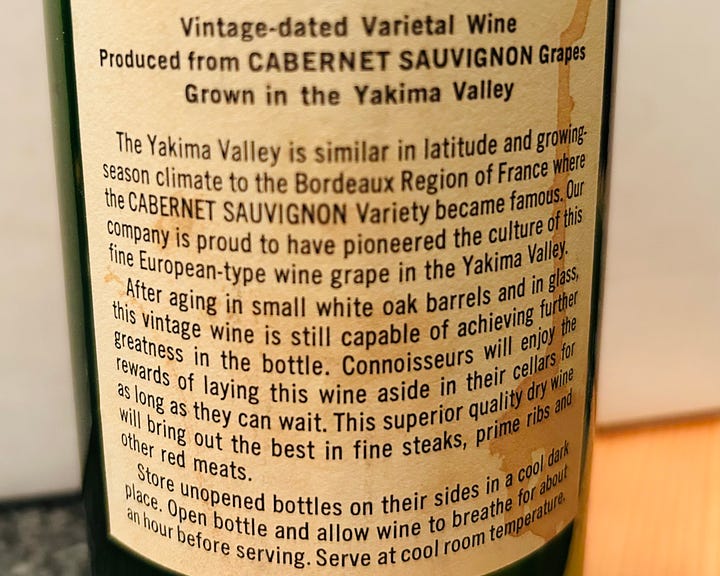 Vintage-dated Varietal Wine
Produced from CABERNET SAUVIGNON Grapes
Grown in the Yakima Valley
The Yakima Valley is similar in latitude and growing-
season climate to the Bordeaux Region of France where
the CABERNET SAUVIGNON Variety became famous. Our
company is proud to have pioneered the culture of this
fine European-type wine grape in the Yakima Valley.
After aging in small white oak barrels and in glass,
this vintage wine is still capable of achieving further
greatness in the bottle. Connoisseurs will enjoy the
rewards of laying this wine aside in their cellars for
as long as they can wait. This superior quality dry wine
will bring out the best in fine steaks, prime ribs and
other red meats.
Store unopened bottles on their sides in a cool dark
place. Open bottle and allow wine to breathe for about
an hour before serving. Serve at cool room temperature.